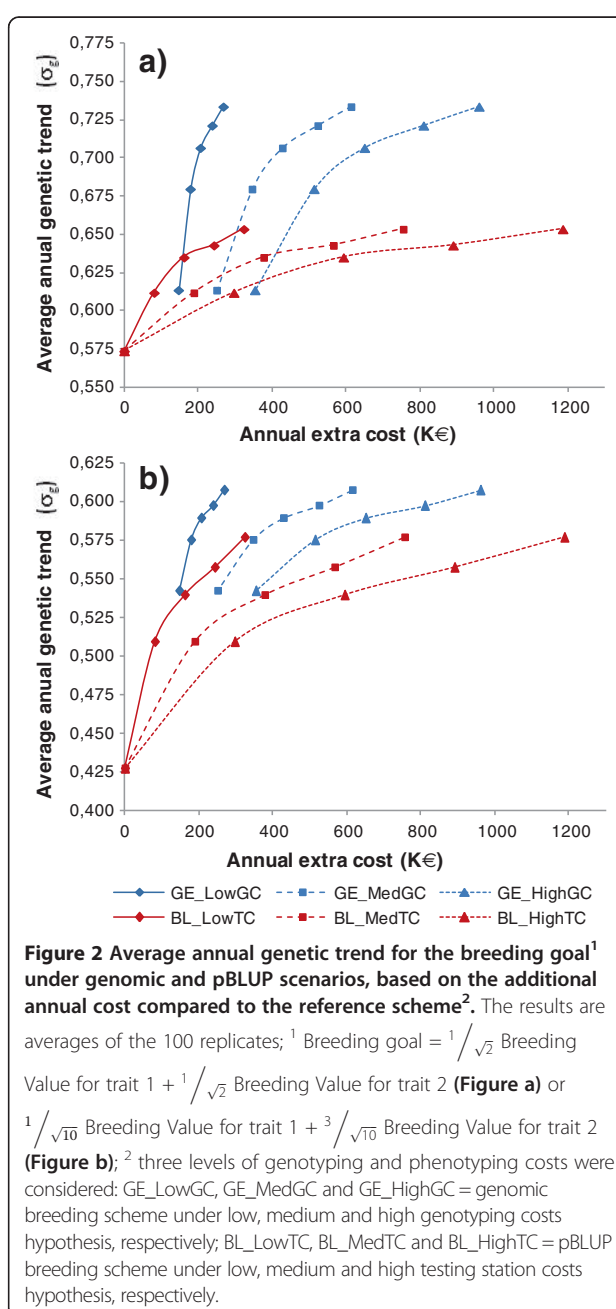 a)
Average anual genetic trend (σg)
0,775
0,750
0,725
0,700
0,675
0,650
0,625
0,600
0,575
0,550
0 200 400 600 800 1000 1200
Annual extra cost (K€)
b)
Average anual genetic trend (σg)
0,625
0,600
0,575
0,550
0,525
0,500
0,475
0,450
0,425
0,400
0 200 400 600 800 1000 1200
Annual extra cost (K€)
GE_LowGC GE_MedGC GE_HighGC
BL_LowTC BL_MedTC BL_HighTC
Figure 2 Average annual genetic trend for the breeding goal¹
under genomic and pBLUP scenarios, based on the additional
annual cost compared to the reference scheme². The results are
averages of the 100 replicates; ¹ Breeding goal = 1/√2 Breeding
Value for trait 1 + 1/√2 Breeding Value for trait 2 (Figure a) or
1/√10 Breeding Value for trait 1 + 3/√10 Breeding Value for trait 2
(Figure b); ² three levels of genotyping and phenotyping costs were
considered: GE_LowGC, GE_MedGC and GE_HighGC = genomic
breeding scheme under low, medium and high genotyping costs
hypothesis, respectively; BL_LowTC, BL_MedTC and BL_HighTC = pBLUP
breeding scheme under low, medium and high testing station costs
hypothesis, respectively.